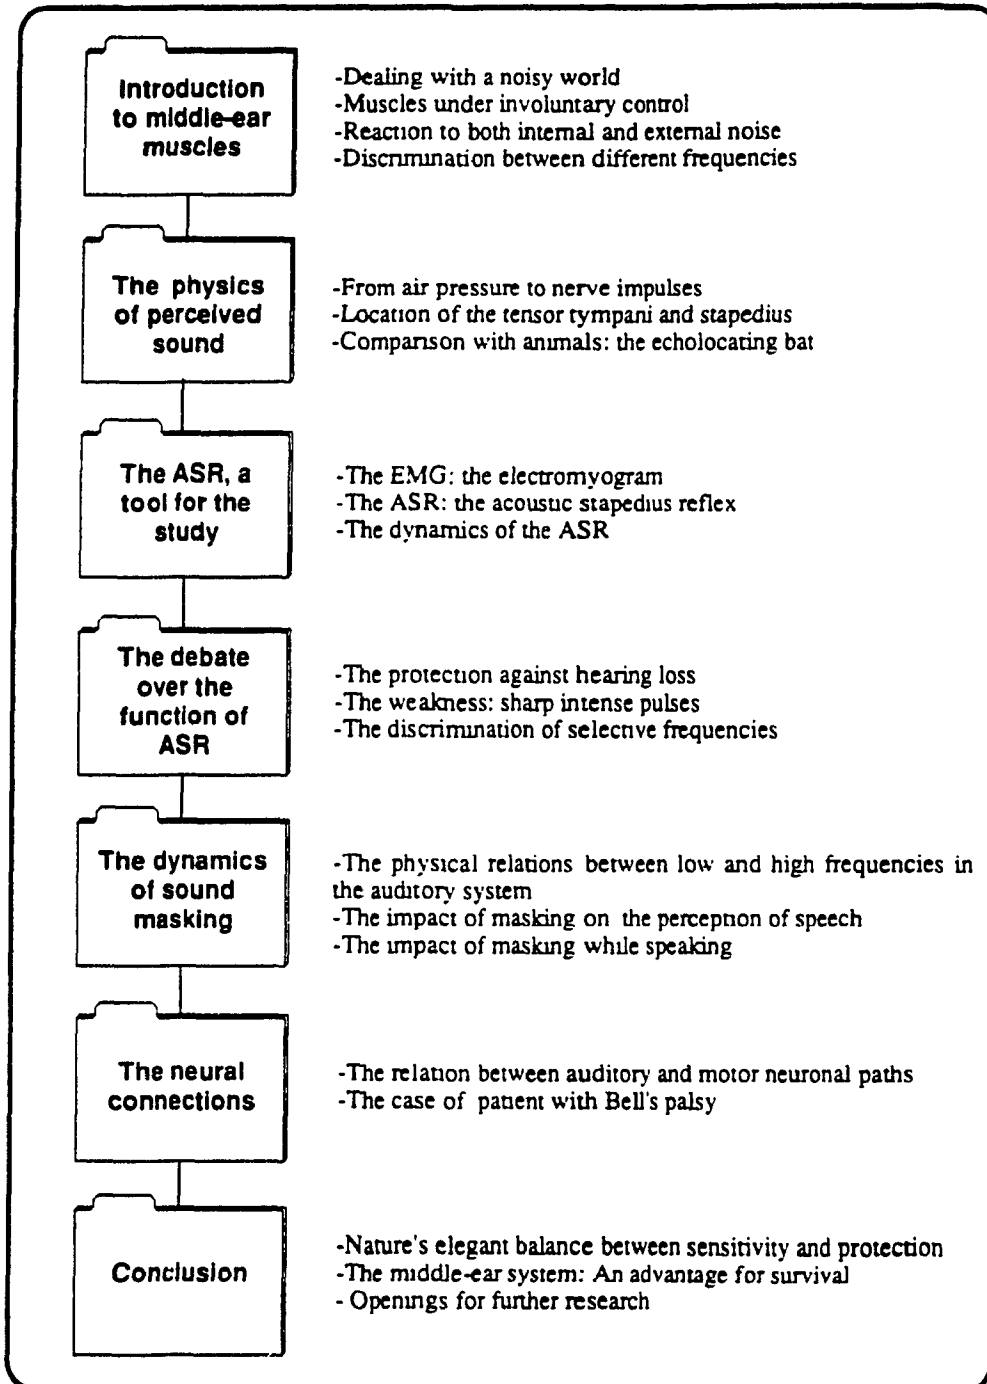 Introduction
to middle-ear
muscles
-Dealing with a noisy world
-Muscles under involuntary control
-Reaction to both internal and external noise
-Discrimination between different frequencies
The physics
of perceived
sound
-From air pressure to nerve impulses
-Location of the tensor tympani and stapedius
-Comparison with animals: the echolocating bat
The ASR, a
tool for the
study
-The EMG: the electromyogram
-The ASR: the acoustic stapedius reflex
-The dynamics of the ASR
The debate
over the
function of
ASR
-The protection against hearing loss
-The weakness: sharp intense pulses
-The discrimination of selective frequencies
The dynamics
of sound
masking
-The physical relations between low and high frequencies in
the auditory system
-The impact of masking on the perception of speech
-The impact of masking while speaking
The neural
connections
-The relation between auditory and motor neuronal paths
-The case of patient with Bell's palsy
Conclusion
-Nature's elegant balance between sensitivity and protection
-The middle-ear system: An advantage for survival
- Openings for further research